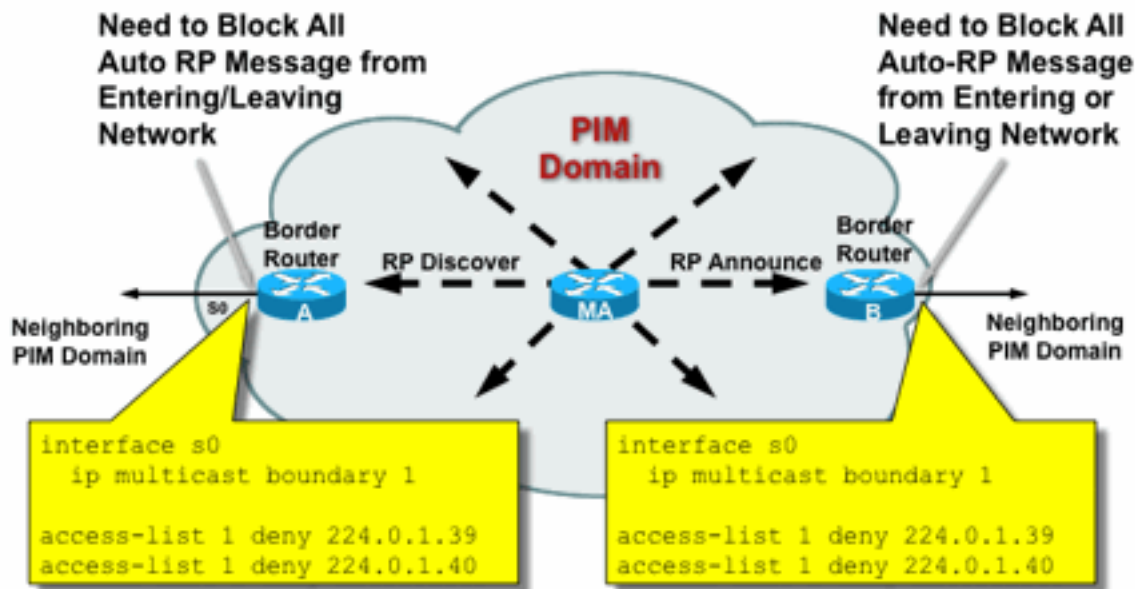 Need to Block All
Auto RP Message from
Entering/Leaving
Network
Need to Block All
Auto-RP Message
from Entering or
Leaving Network
PIM
Domain
Border
Router
A
S0
RP Discover
MA
RP Announce
Border
Router
B
Neighboring
PIM Domain
Neighboring
PIM Domain
interface s0
  ip multicast boundary 1
access-list 1 deny 224.0.1.39
access-list 1 deny 224.0.1.40
interface s0
  ip multicast boundary 1
access-list 1 deny 224.0.1.39
access-list 1 deny 224.0.1.40